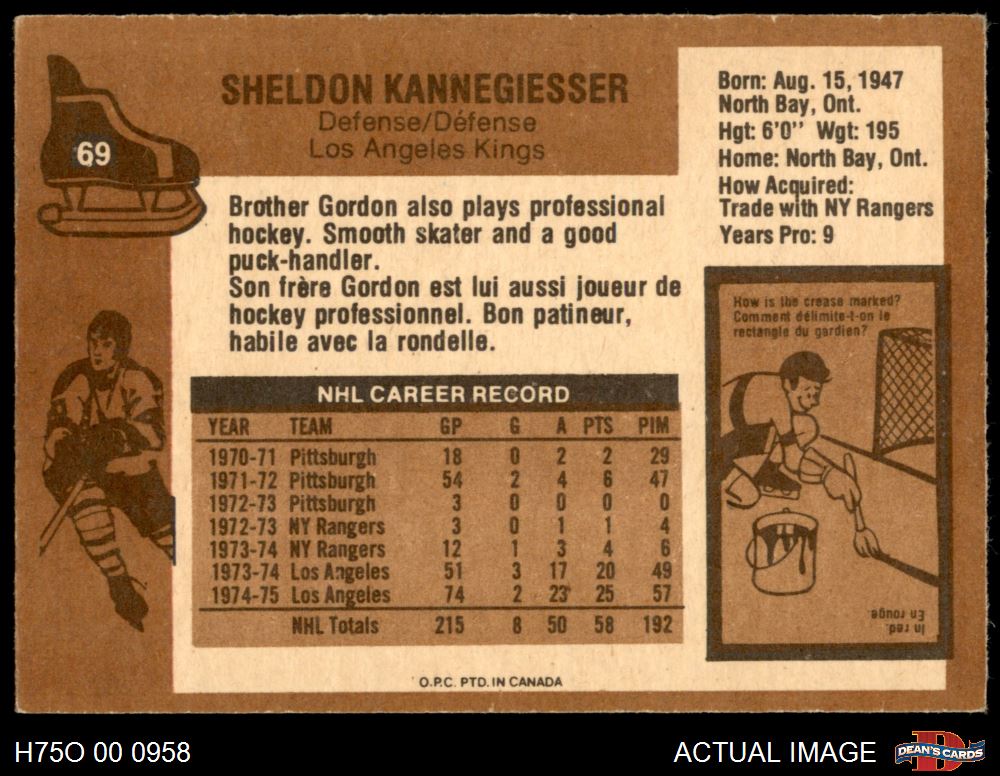 69
SHELDON KANNEGIESSER
Defense/Défense
Los Angeles Kings
Born: Aug. 15, 1947
North Bay, Ont.
Hgt: 6'0" Wgt: 195
Home: North Bay, Ont.
How Acquired:
Trade with NY Rangers
Years Pro: 9
Brother Gordon also plays professional
hockey. Smooth skater and a good
puck-handler.
Son frère Gordon est lui aussi joueur de
hockey professionnel. Bon patineur,
habile avec la rondelle.
How is the crease marked?
Comment délimite-t-on le
rectangle du gardien?
In red.
En rouge.
NHL CAREER RECORD
YEAR TEAM GP G A PTS PIM
1970-71 Pittsburgh 18 0 2 2 29
1971-72 Pittsburgh 54 2 4 6 47
1972-73 Pittsburgh 3 0 0 0 0
1972-73 NY Rangers 3 0 1 1 4
1973-74 NY Rangers 12 1 3 4 6
1973-74 Los Angeles 51 3 17 20 49
1974-75 Los Angeles 74 2 23 25 57
NHL Totals 215 8 50 58 192
O.P.C. PTD. IN CANADA
H75O 00 0958
ACTUAL IMAGE
DEAN'S CARDS